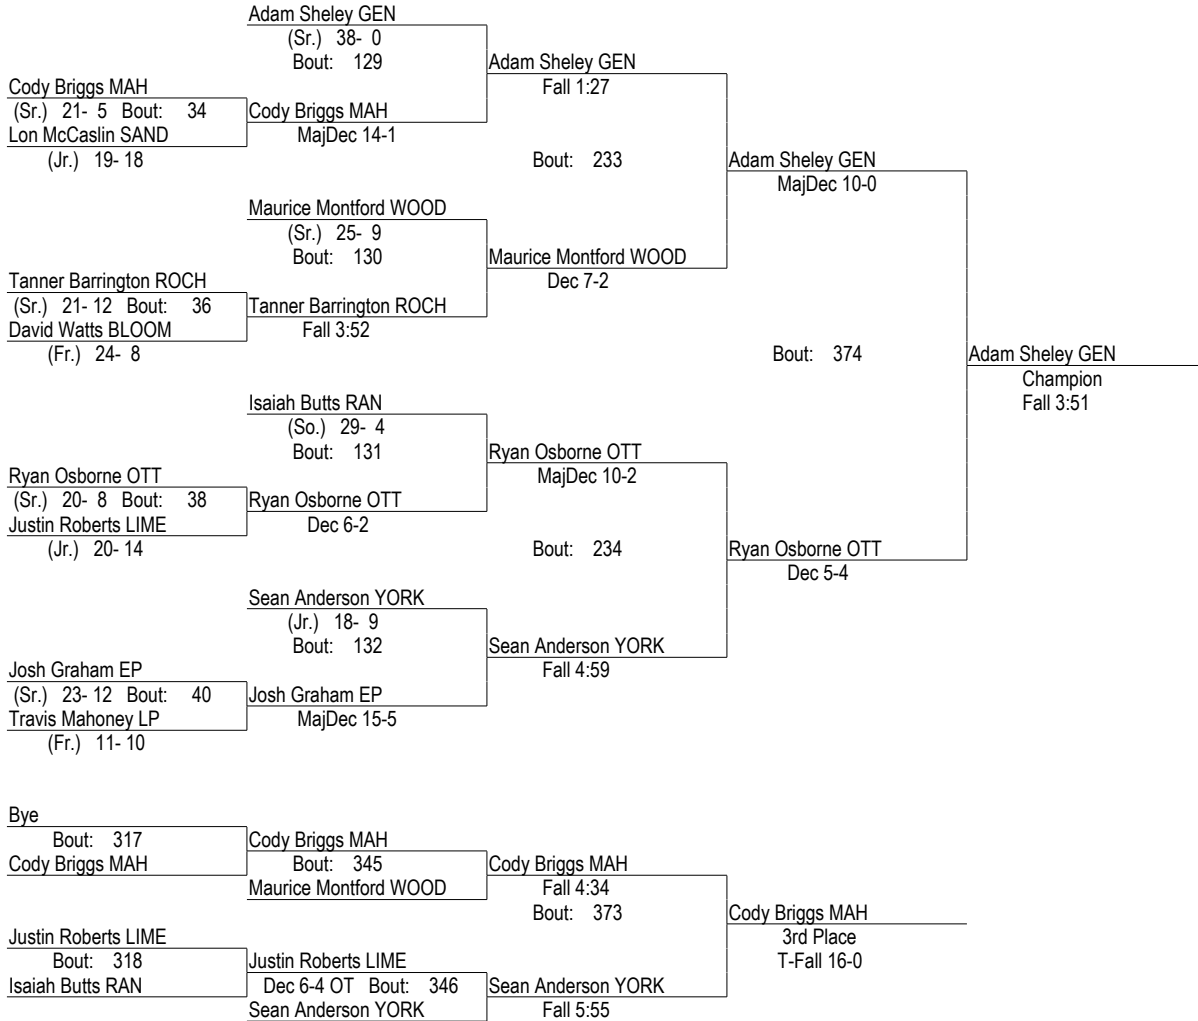 Adam Sheley GEN
(Sr.) 38- 0
Bout: 129
Adam Sheley GEN
Fall 1:27
Cody Briggs MAH
(Sr.) 21- 5 Bout: 34
Cody Briggs MAH
Lon McCaslin SAND
MajDec 14-1
(Jr.) 19- 18
Bout: 233
Adam Sheley GEN
MajDec 10-0
Maurice Montford WOOD
(Sr.) 25- 9
Bout: 130
Maurice Montford WOOD
Dec 7-2
Tanner Barrington ROCH
(Sr.) 21- 12 Bout: 36
Tanner Barrington ROCH
David Watts BLOOM
Fall 3:52
(Fr.) 24- 8
Bout: 374
Adam Sheley GEN
Champion
Fall 3:51
Isaiah Butts RAN
(So.) 29- 4
Bout: 131
Ryan Osborne OTT
MajDec 10-2
Ryan Osborne OTT
(Sr.) 20- 8 Bout: 38
Ryan Osborne OTT
Justin Roberts LIME
Dec 6-2
(Jr.) 20- 14
Bout: 234
Ryan Osborne OTT
Dec 5-4
Sean Anderson YORK
(Jr.) 18- 9
Bout: 132
Sean Anderson YORK
Fall 4:59
Josh Graham EP
(Sr.) 23- 12 Bout: 40
Josh Graham EP
Travis Mahoney LP
MajDec 15-5
(Fr.) 11- 10
Bye
Bout: 317
Cody Briggs MAH
Cody Briggs MAH
Bout: 345
Cody Briggs MAH
Maurice Montford WOOD
Fall 4:34
Bout: 373
Cody Briggs MAH
3rd Place
T-Fall 16-0
Justin Roberts LIME
Bout: 318
Justin Roberts LIME
Isaiah Butts RAN
Dec 6-4 OT Bout: 346
Sean Anderson YORK
Sean Anderson YORK
Fall 5:55